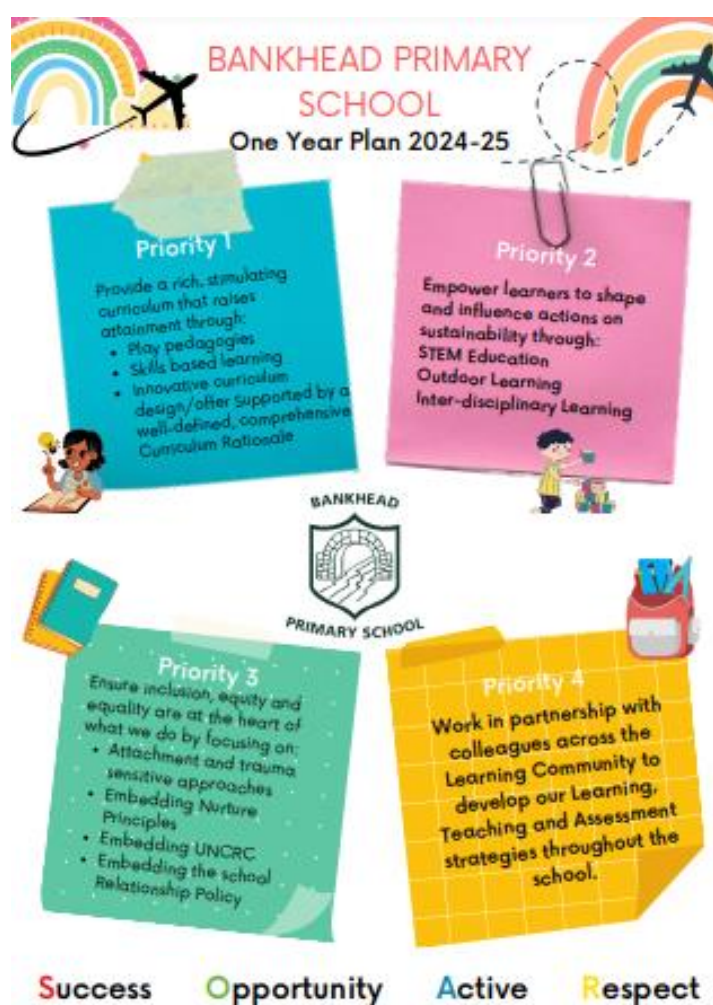 BANKHEAD PRIMARY
SCHOOL
One Year Plan 2024-25
Priority 1
Provide a rich, stimulating
curriculum that raises
attainment through:
• Play pedagogies
• Skills based learning
• Innovative curriculum
design/offer supported by a
well-defined, comprehensive
Curriculum Rationale
Priority 2
Empower learners to shape
and influence actions on
sustainability through:
STEM Education
Outdoor Learning
Inter-disciplinary Learning
BANKHEAD
PRIMARY SCHOOL
Priority 3
Ensure inclusion, equity and
equality are at the heart of
what we do by focusing on:
• Attachment and trauma
sensitive approaches
• Embedding Nurture
Principles
• Embedding UNCRC
• Embedding the school
Relationship Policy
Priority 4
Work in partnership with
colleagues across the
Learning Community to
develop our Learning,
Teaching and Assessment
strategies throughout the
school.
Success Opportunity Active Respect